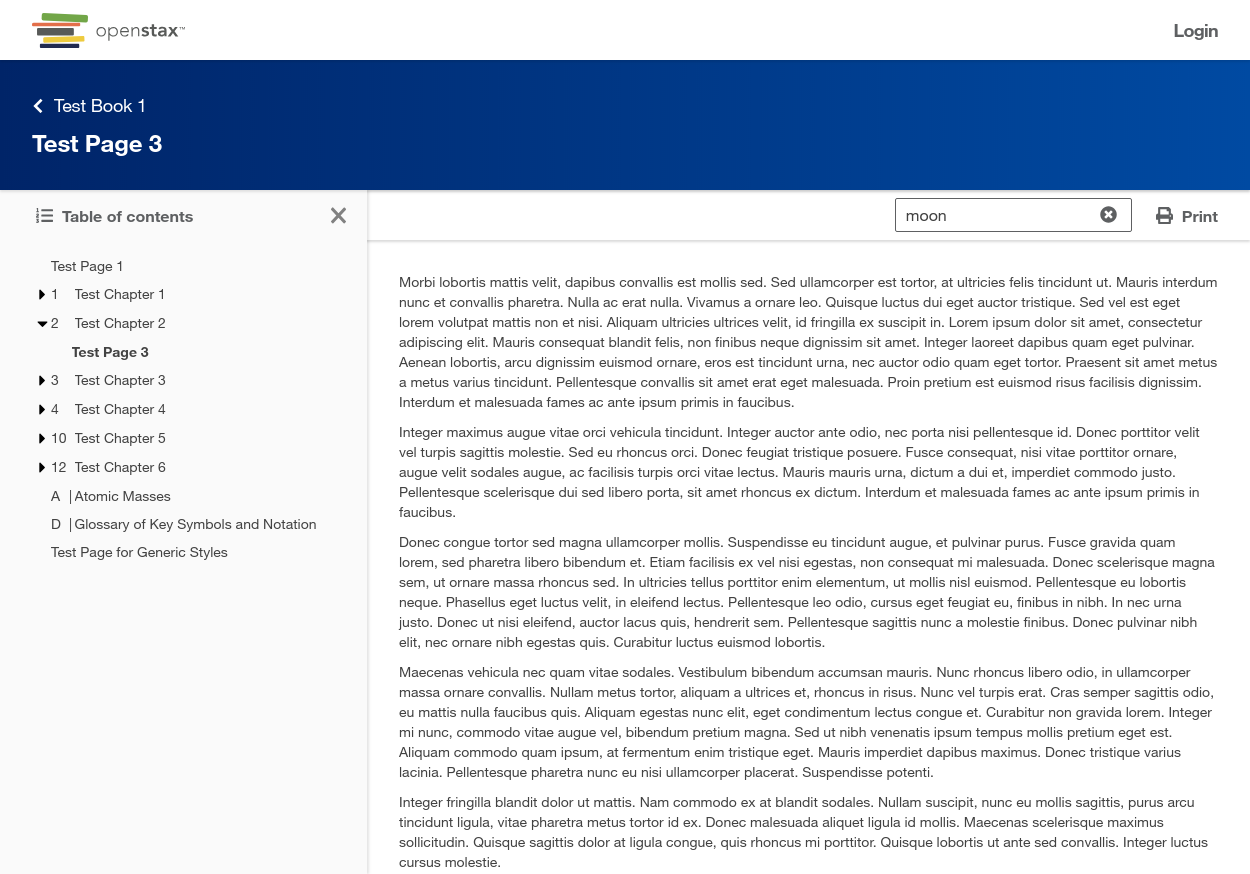 openstax™
Login
Test Book 1
Test Page 3
Table of contents
moon
Print
Test Page 1
1 Test Chapter 1
2 Test Chapter 2
Test Page 3
3 Test Chapter 3
4 Test Chapter 4
10 Test Chapter 5
12 Test Chapter 6
A | Atomic Masses
D | Glossary of Key Symbols and Notation
Test Page for Generic Styles
Morbi lobortis mattis velit, dapibus convallis est mollis sed. Sed ullamcorper est tortor, at ultricies felis tincidunt ut. Mauris interdum
nunc et convallis pharetra. Nulla ac erat nulla. Vivamus a ornare leo. Quisque luctus dui eget auctor tristique. Sed vel est eget
lorem volutpat mattis non et nisi. Aliquam ultricies ultrices velit, id fringilla ex suscipit in. Lorem ipsum dolor sit amet, consectetur
adipiscing elit. Mauris consequat blandit felis, non finibus neque dignissim sit amet. Integer laoreet dapibus quam eget pulvinar.
Aenean lobortis, arcu dignissim euismod ornare, eros est tincidunt urna, nec auctor odio quam eget tortor. Praesent sit amet metus
a metus varius tincidunt. Pellentesque convallis sit amet erat eget malesuada. Proin pretium est euismod risus facilisis dignissim.
Interdum et malesuada fames ac ante ipsum primis in faucibus.
Integer maximus augue vitae orci vehicula tincidunt. Integer auctor ante odio, nec porta nisi pellentesque id. Donec porttitor velit
vel turpis sagittis molestie. Sed eu rhoncus orci. Donec feugiat tristique posuere. Fusce consequat, nisi vitae porttitor ornare,
augue velit sodales augue, ac facilisis turpis orci vitae lectus. Mauris mauris urna, dictum a dui et, imperdiet commodo justo.
Pellentesque scelerisque dui sed libero porta, sit amet rhoncus ex dictum. Interdum et malesuada fames ac ante ipsum primis in
faucibus.
Donec congue tortor sed magna ullamcorper mollis. Suspendisse eu tincidunt augue, et pulvinar purus. Fusce gravida quam
lorem, sed pharetra libero bibendum et. Etiam facilisis ex vel nisi egestas, non consequat mi malesuada. Donec scelerisque magna
sem, ut ornare massa rhoncus sed. In ultricies tellus porttitor enim elementum, ut mollis nisl euismod. Pellentesque eu lobortis
neque. Phasellus eget luctus velit, in eleifend lectus. Pellentesque leo odio, cursus eget feugiat eu, finibus in nibh. In nec urna
justo. Donec ut nisi eleifend, auctor lacus quis, hendrerit sem. Pellentesque sagittis nunc a molestie finibus. Donec pulvinar nibh
elit, nec ornare nibh egestas quis. Curabitur luctus euismod lobortis.
Maecenas vehicula nec quam vitae sodales. Vestibulum bibendum accumsan mauris. Nunc rhoncus libero odio, in ullamcorper
massa ornare convallis. Nullam metus tortor, aliquam a ultrices et, rhoncus in risus. Nunc vel turpis erat. Cras semper sagittis odio,
eu mattis nulla faucibus quis. Aliquam egestas nunc elit, eget condimentum lectus congue et. Curabitur non gravida lorem. Integer
mi nunc, commodo vitae augue vel, bibendum pretium magna. Sed ut nibh venenatis ipsum tempus mollis pretium eget est.
Aliquam commodo quam ipsum, at fermentum enim tristique eget. Mauris imperdiet dapibus maximus. Donec tristique varius
lacinia. Pellentesque pharetra nunc eu nisi ullamcorper placerat. Suspendisse potenti.
Integer fringilla blandit dolor ut mattis. Nam commodo ex at blandit sodales. Nullam suscipit, nunc eu mollis sagittis, purus arcu
tincidunt ligula, vitae pharetra metus tortor id ex. Donec malesuada aliquet ligula id mollis. Maecenas scelerisque maximus
sollicitudin. Quisque sagittis dolor at ligula congue, quis rhoncus mi porttitor. Quisque lobortis ut ante sed convallis. Integer luctus
cursus molestie.